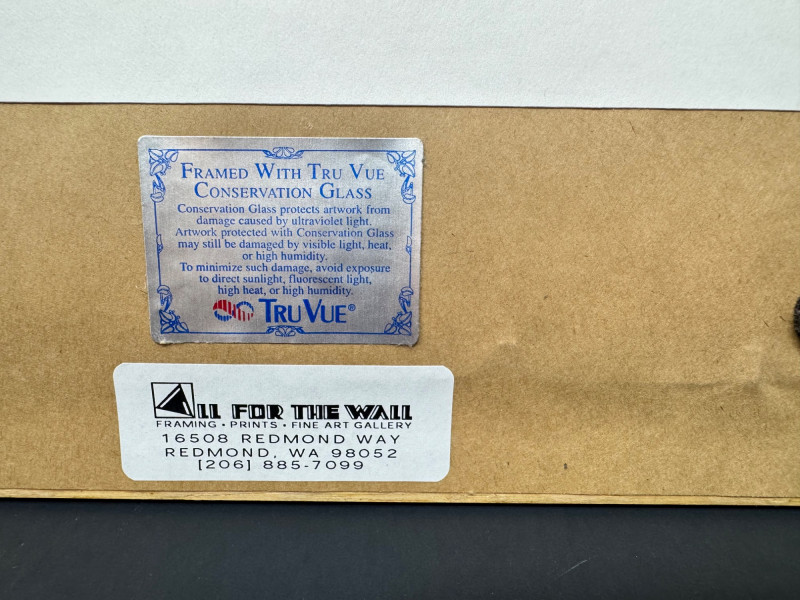 FRAMED WITH TRU VUE
CONSERVATION GLASS
Conservation Glass protects artwork from
damage caused by ultraviolet light.
Artwork protected with Conservation Glass
may still be damaged by visible light, heat,
or high humidity.
To minimize such damage, avoid exposure
to direct sunlight, fluorescent light,
high heat, or high humidity.
TRU VUE®
ALL FOR THE WALL
FRAMING • PRINTS • FINE ART GALLERY
16508 REDMOND WAY
REDMOND, WA 98052
[206] 885-7099